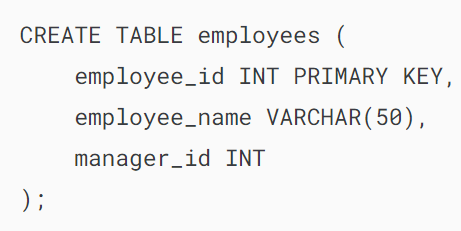 CREATE TABLE employees (
    employee_id INT PRIMARY KEY,
    employee_name VARCHAR(50),
    manager_id INT
);